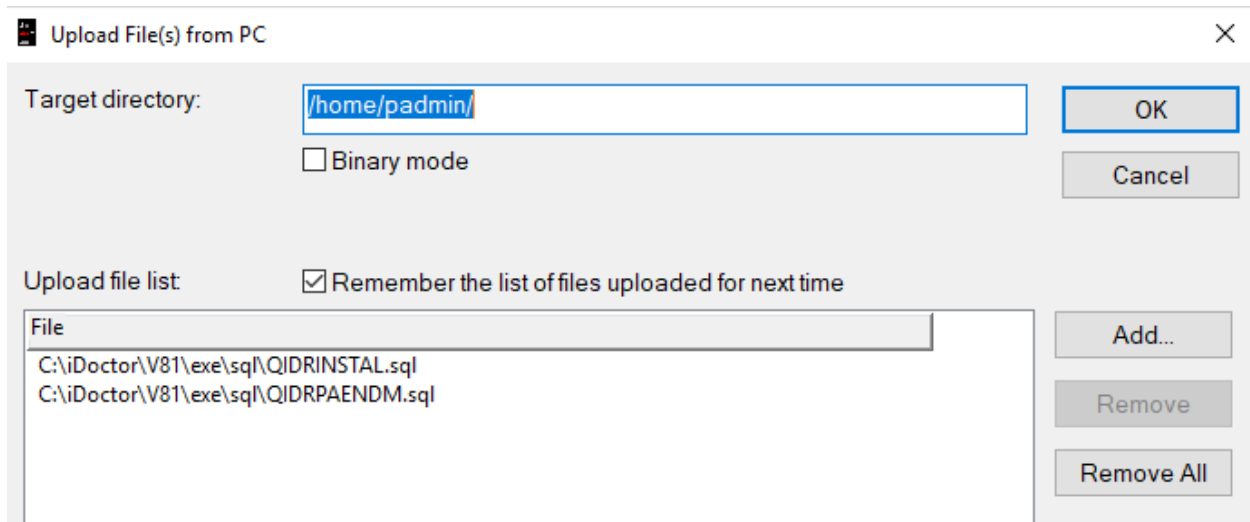 Upload File(s) from PC
Target directory: /home/padmin/ OK
Binary mode
Cancel
Upload file list: Remember the list of files uploaded for next time
File
Add...
C:\iDoctor\V81\exe\sql\QIDRINSTAL.sql
C:\iDoctor\V81\exe\sql\QIDRPAENDM.sql
Remove
Remove All